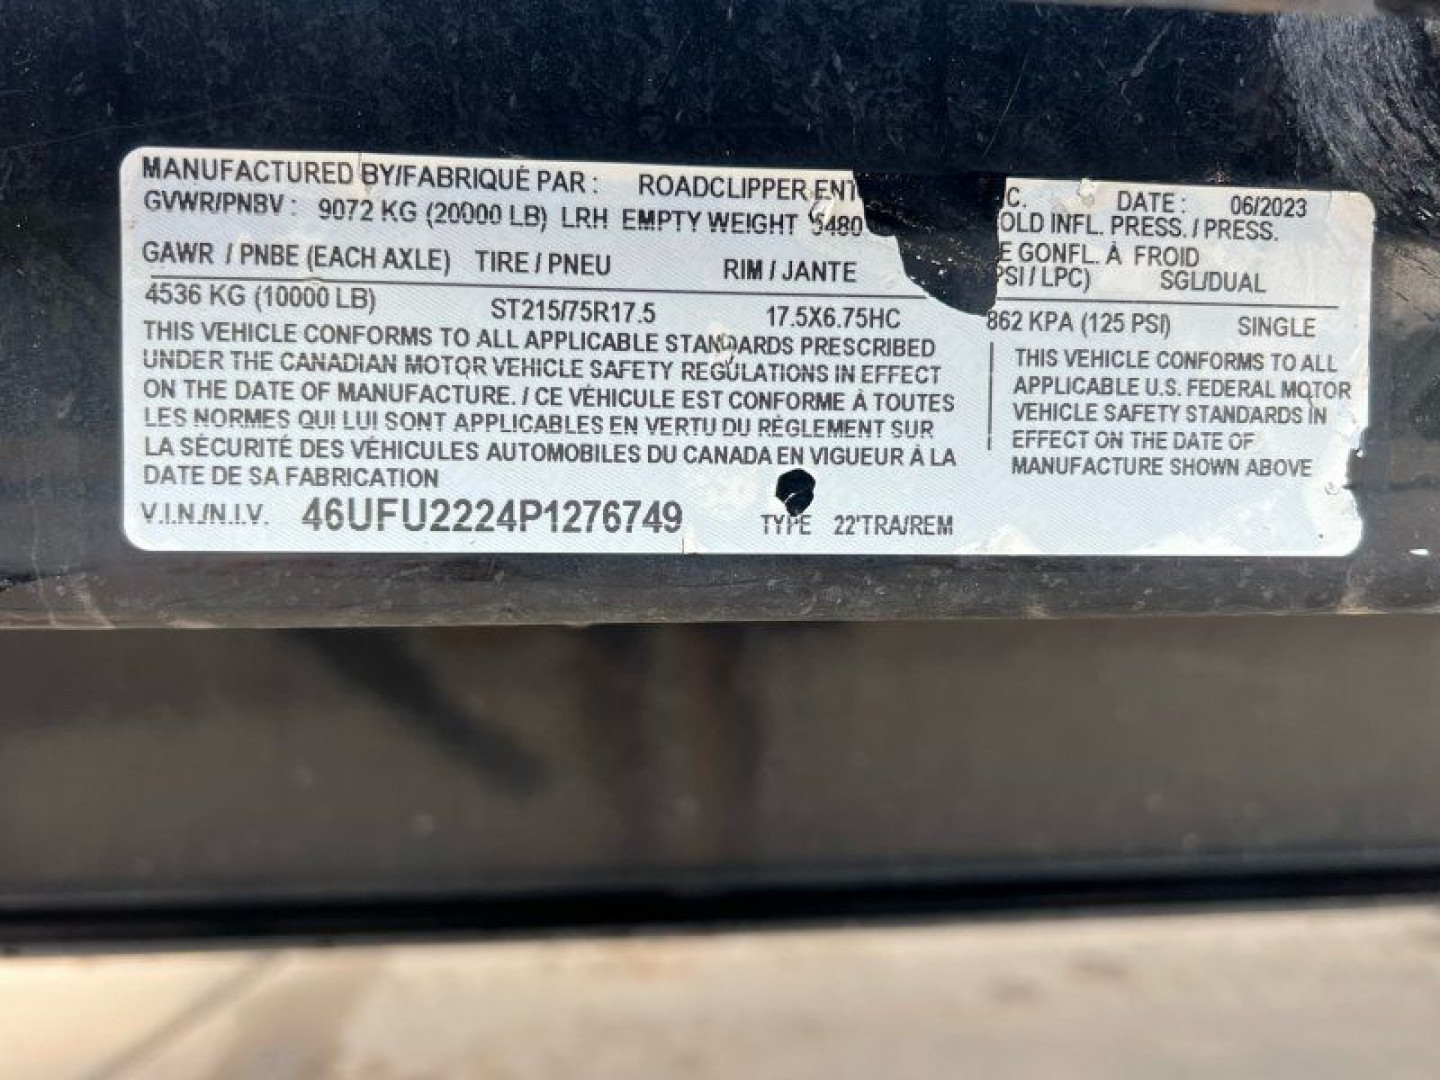 MANUFACTURED BY/FABRIQUÉ PAR : ROADCLIPPER ENT C. DATE : 06/2023
GVWR/PNBV : 9072 KG (20000 LB) LRH EMPTY WEIGHT 5480 OLD INFL. PRESS. / PRESS.
E GONFL. À FROID
GAWR / PNBE (EACH AXLE) TIRE / PNEU RIM / JANTE PSI / LPC) SGL/DUAL
4536 KG (10000 LB) ST215/75R17.5 17.5X6.75HC 862 KPA (125 PSI) SINGLE
THIS VEHICLE CONFORMS TO ALL APPLICABLE STANDARDS PRESCRIBED
UNDER THE CANADIAN MOTOR VEHICLE SAFETY REGULATIONS IN EFFECT
ON THE DATE OF MANUFACTURE. / CE VÉHICULE EST CONFORME À TOUTES
LES NORMES QUI LUI SONT APPLICABLES EN VERTU DU RÉGLEMENT SUR
LA SÉCURITÉ DES VÉHICULES AUTOMOBILES DU CANADA EN VIGUEUR À LA
DATE DE SA FABRICATION
THIS VEHICLE CONFORMS TO ALL
APPLICABLE U.S. FEDERAL MOTOR
VEHICLE SAFETY STANDARDS IN
EFFECT ON THE DATE OF
MANUFACTURE SHOWN ABOVE
V.I.N./N.I.V. 46UFU2224P1276749 TYPE 22'TRA/REM